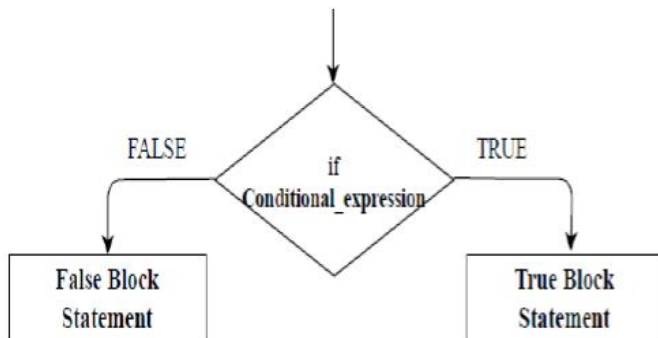 FALSE
TRUE
if
Conditional_expression
False Block
Statement
True Block
Statement